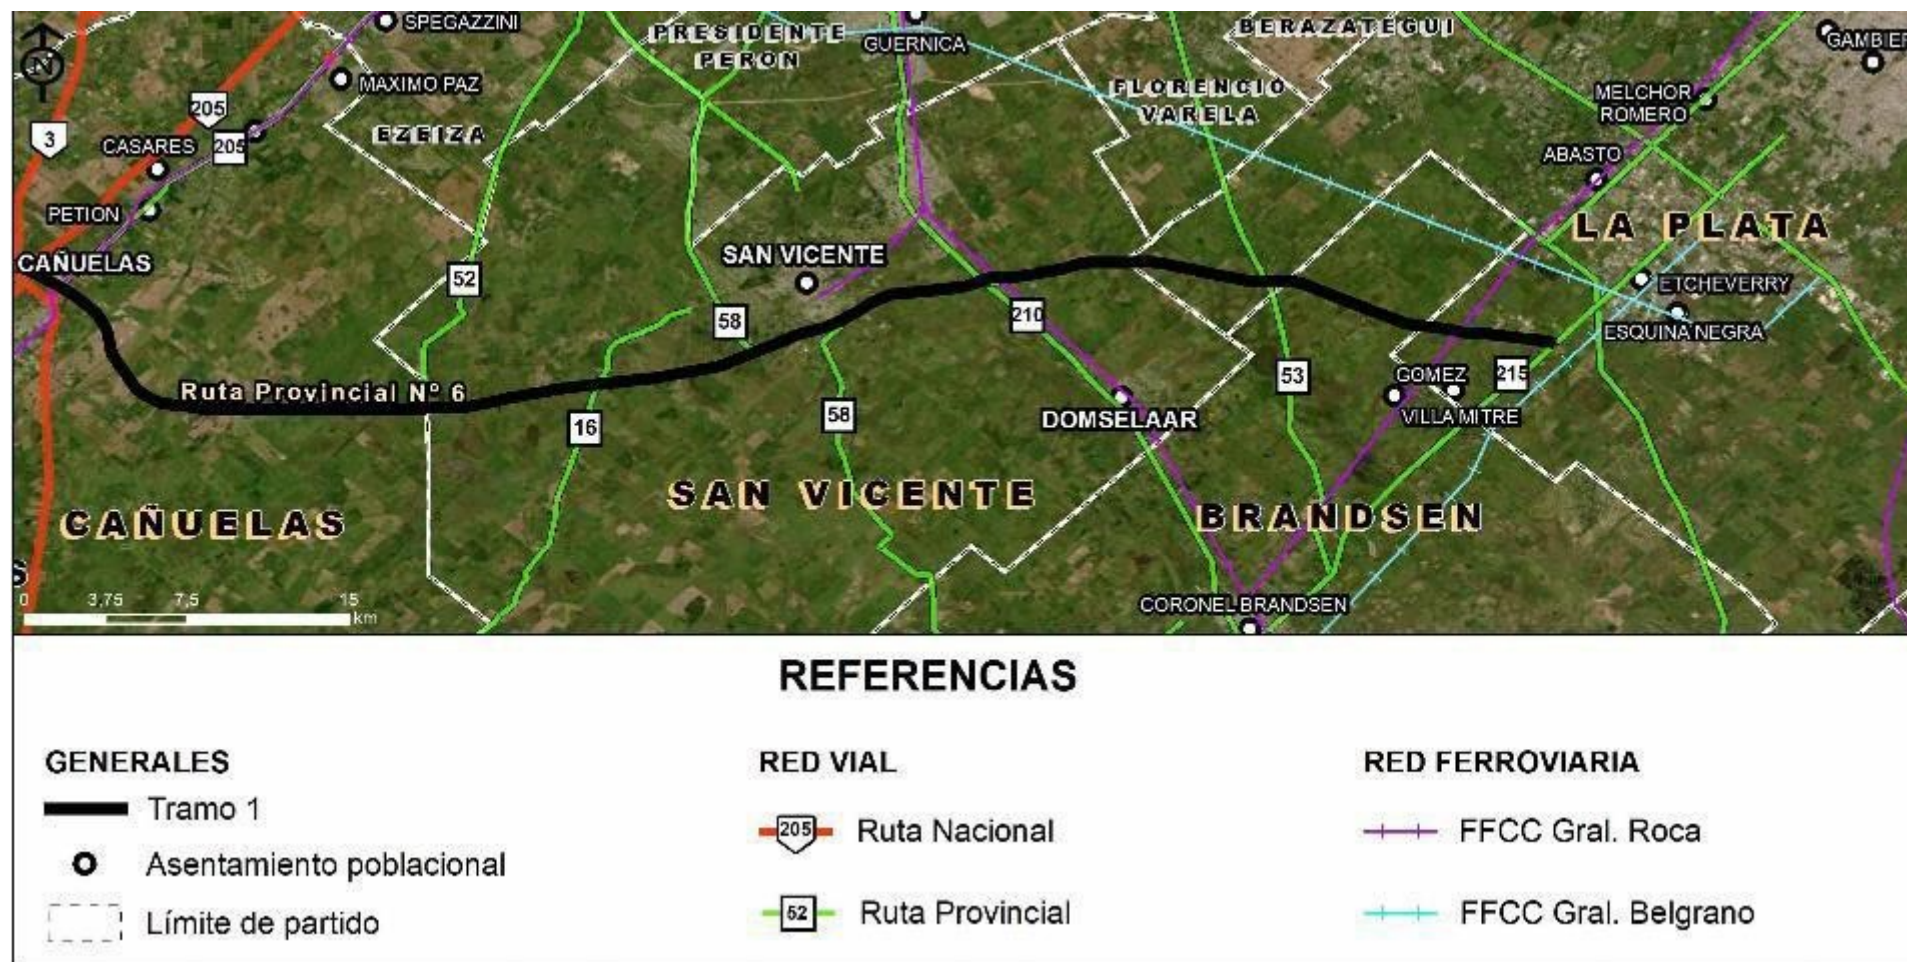 SPEGAZZINI
PRESIDENTE
PERÓN
GUERNICA
BERAZATEGUI
GAMBIER
N
MAXIMO PAZ
FLORENCIO
VARELA
MELCHOR
ROMERO
205
3
EZEIZA
CASARES
205
ABASTO
PETION
LA PLATA
CAÑUELAS
SAN VICENTE
52
ETCHEVERRY
58
210
ESQUINA NEGRA
Ruta Provincial Nº 6
53
GOMEZ
215
16
58
DOMSELAAR
VILLA MITRE
SAN VICENTE
CAÑUELAS
BRANDSEN
S
0 3,75 7,5 15
km
CORONEL BRANDSEN
REFERENCIAS
GENERALES
Tramo 1
Asentamiento poblacional
Límite de partido
RED VIAL
205 Ruta Nacional
52 Ruta Provincial
RED FERROVIARIA
FFCC Gral. Roca
FFCC Gral. Belgrano